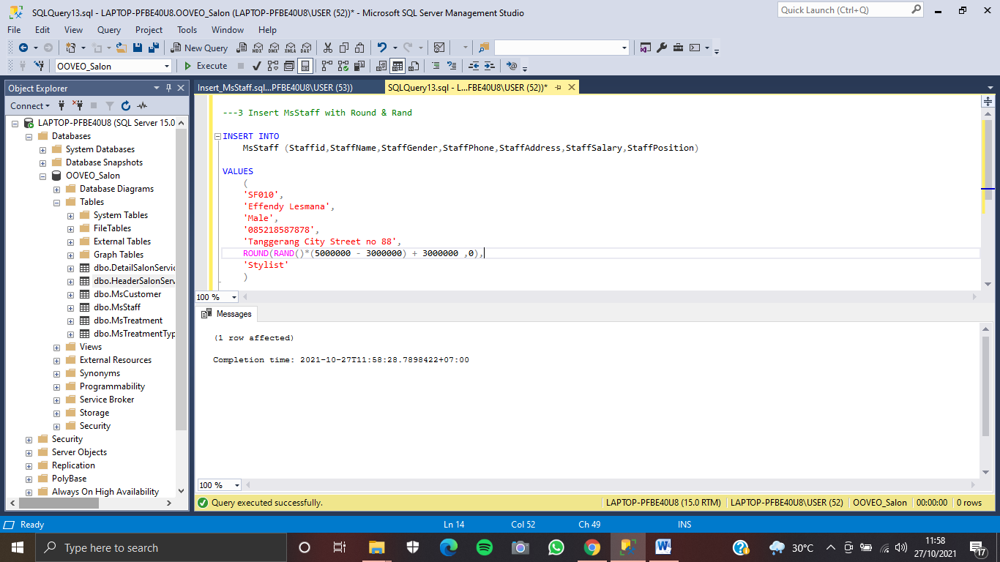 SQLQuery13.sql - LAPTOP-PFBE40U8.OOVEO_Salon (LAPTOP-PFBE40U8\USER (52))* - Microsoft SQL Server Management Studio
Quick Launch (Ctrl+Q)
File Edit View Query Project Tools Window Help
New Query
MDX DMX XMLA DAX
OOVEO_Salon
Execute
Object Explorer
Insert_MsStaff.sql...PFBE40U8\USER (53))
SQLQuery13.sql - L...FBE40U8\USER (52))*
Connect
LAPTOP-PFBE40U8 (SQL Server 15.0
Databases
System Databases
Database Snapshots
OOVEO_Salon
Database Diagrams
Tables
System Tables
FileTables
External Tables
Graph Tables
dbo.DetailSalonServic
dbo.HeaderSalonServ
dbo.MsCustomer
dbo.MsStaff
dbo.MsTreatment
dbo.MsTreatmentTyp
Views
External Resources
Synonyms
Programmability
Service Broker
Storage
Security
Security
Server Objects
Replication
PolyBase
Always On High Availability
---3 Insert MsStaff with Round & Rand
INSERT INTO
MsStaff (Staffid,StaffName,StaffGender,StaffPhone,StaffAddress,StaffSalary,StaffPosition)
VALUES
(
'SF010',
'Effendy Lesmana',
'Male',
'085218587878',
'Tanggerang City Street no 88',
ROUND(RAND()*(5000000 - 3000000) + 3000000 ,0),
'Stylist'
)
100 %
Messages
(1 row affected)
Completion time: 2021-10-27T11:58:28.7898422+07:00
100 %
Query executed successfully.
LAPTOP-PFBE40U8 (15.0 RTM) LAPTOP-PFBE40U8\USER (52) OOVEO_Salon 00:00:00 0 rows
Ready Ln 14 Col 52 Ch 49 INS
Type here to search
30°C
11:58
27/10/2021
17